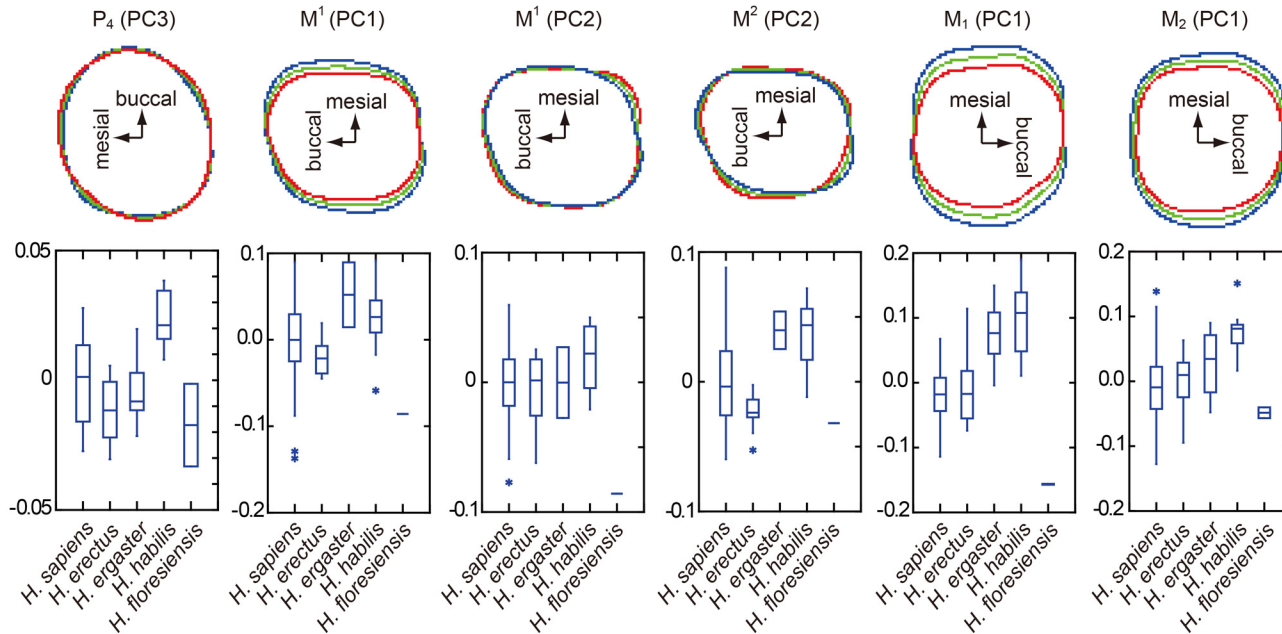 P₄ (PC3)
M¹ (PC1)
M¹ (PC2)
M² (PC2)
M₁ (PC1)
M₂ (PC1)
buccal
mesial
mesial
buccal
mesial
buccal
mesial
buccal
mesial
buccal
mesial
buccal
0.05
0
-0.05
0.1
0.0
-0.1
-0.2
0.1
0
-0.1
0.1
0
0.1
0.2
0.1
0.0
-0.1
0.2
0.2
0.1
0.0
-0.1
-0.2
H. sapiens
H. erectus
H. ergaster
H. habilis
H. floresiensis
H. sapiens
H. erectus
H. ergaster
H. habilis
H. floresiensis
H. sapiens
H. erectus
H. ergaster
H. habilis
H. floresiensis
H. sapiens
H. erectus
H. ergaster
H. habilis
H. floresiensis
H. sapiens
H. erectus
H. ergaster
H. habilis
H. floresiensis
H. sapiens
H. erectus
H. ergaster
H. habilis
H. floresiensis